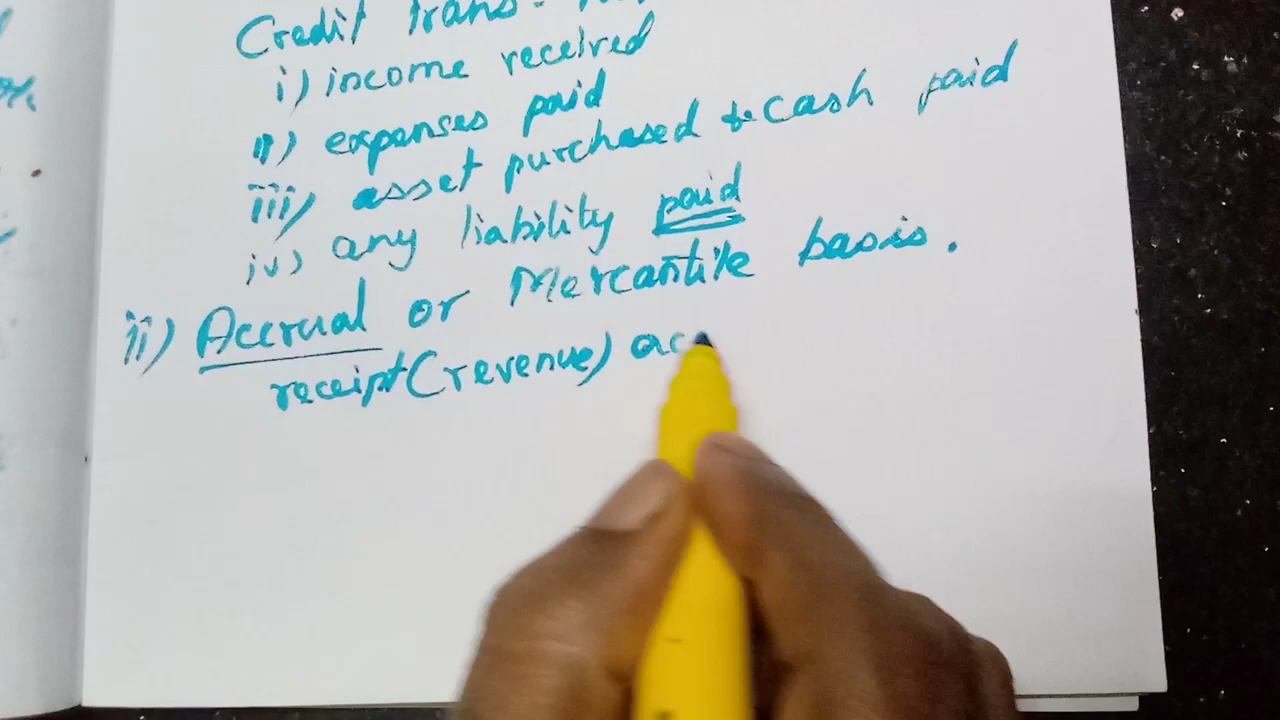 Credit trans.
i) income received
ii) expenses paid
iii) asset purchased & cash paid
iv) any liability paid
ii) Accrual or Mercantile basis.
receipt (revenue) ac